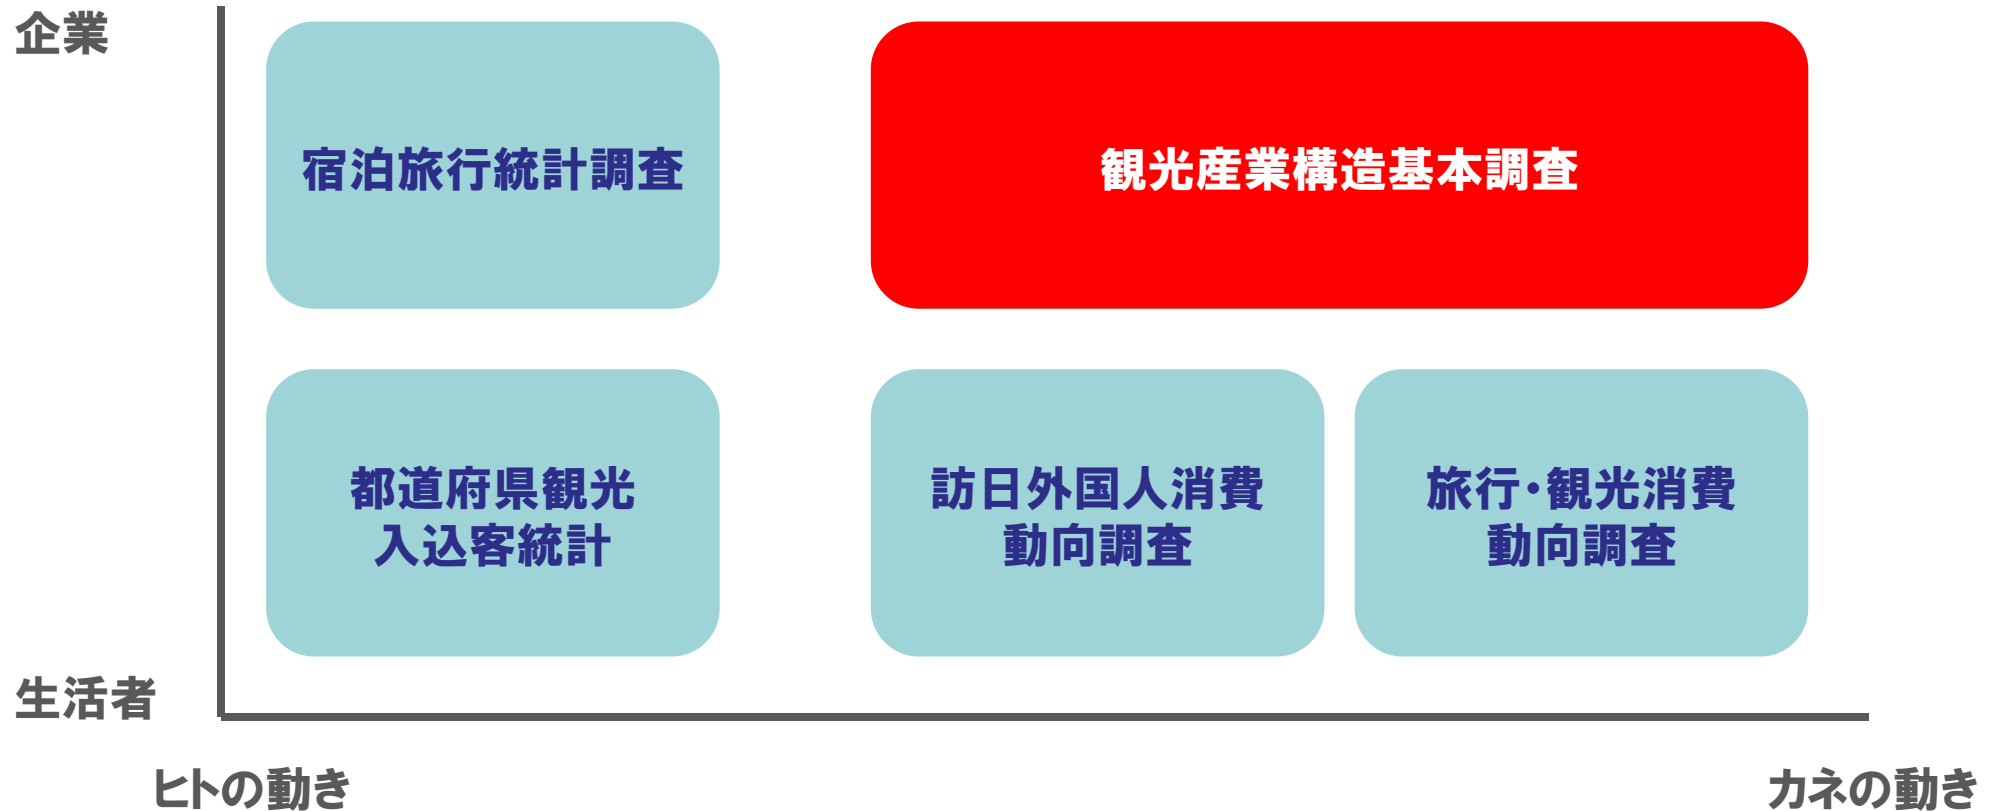 企業
宿泊旅行統計調査
観光産業構造基本調査
都道府県観光
入込客統計
訪日外国人消費
動向調査
旅行・観光消費
動向調査
生活者
ヒトの動き
カネの動き